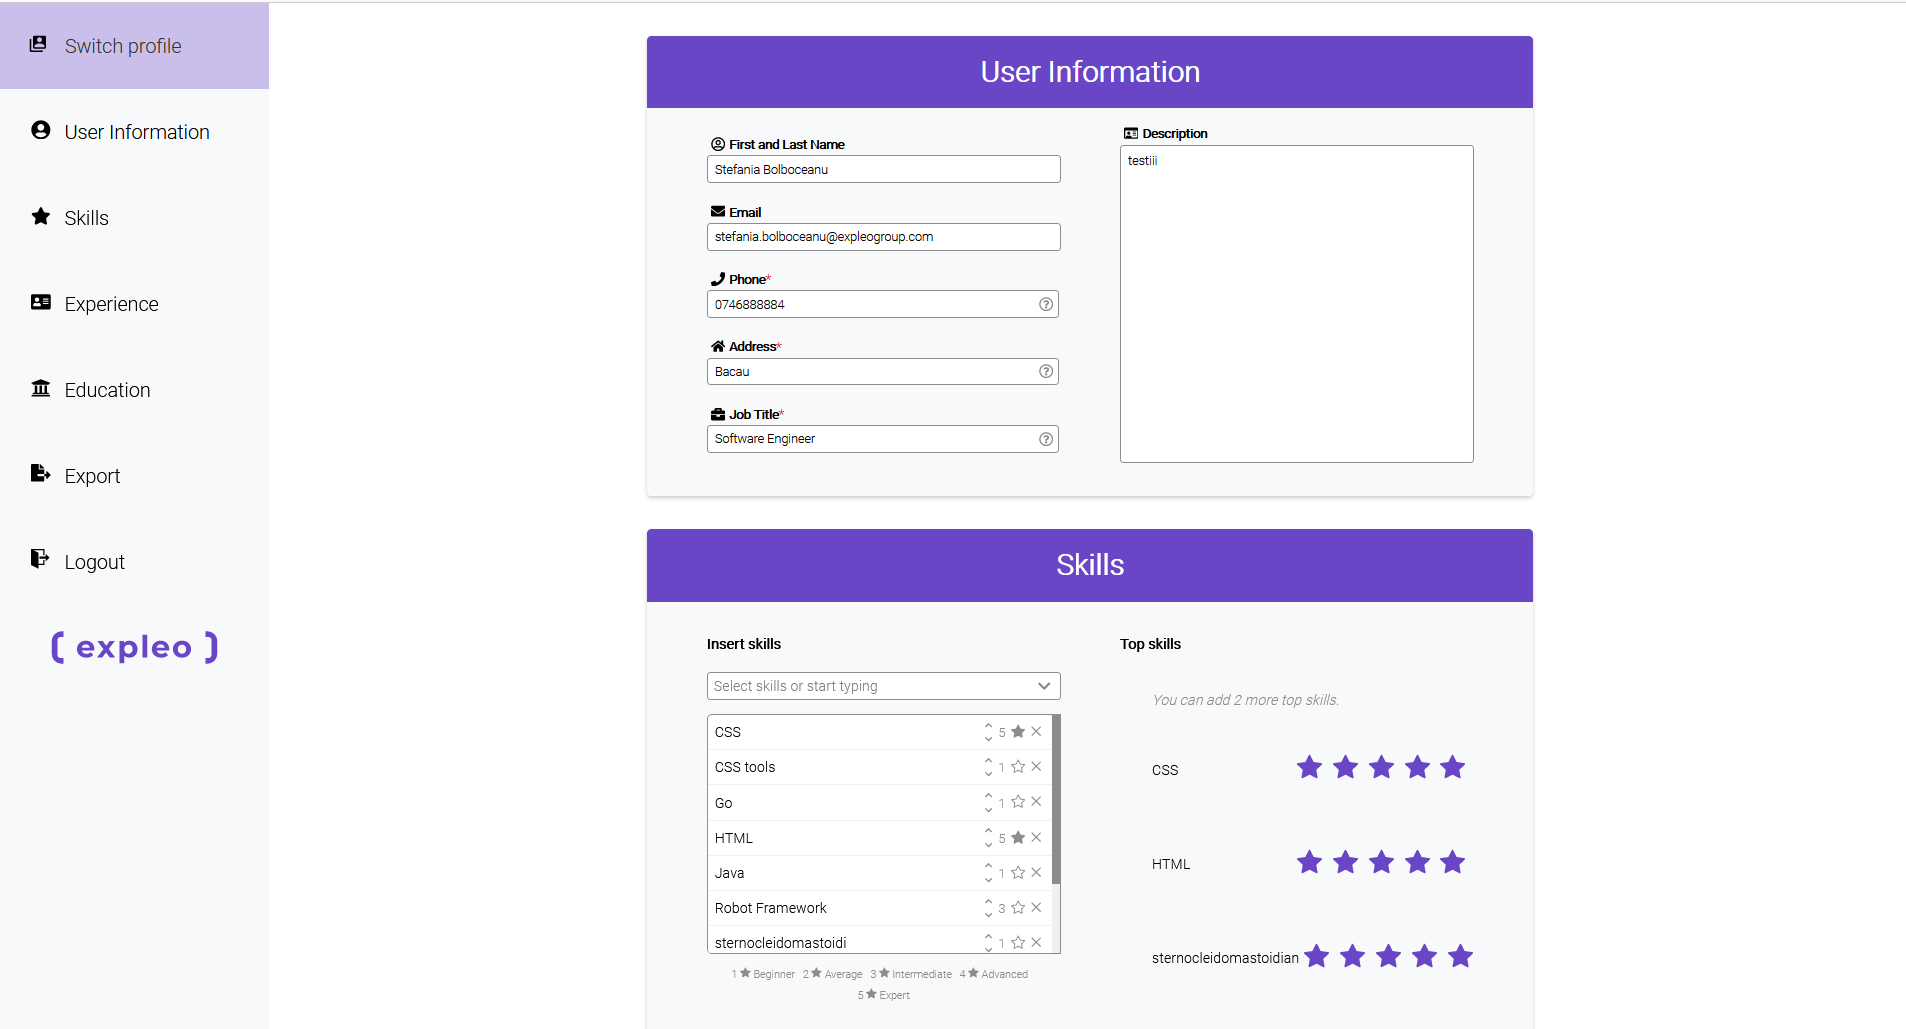 Switch profile
User Information
Skills
Experience
Education
Export
Logout
( expleo )
User Information
First and Last Name
Stefania Bolboceanu
Email
stefania.bolboceanu@expleogroup.com
Phone*
0746888884
Address*
Bacau
Job Title*
Software Engineer
Description
testiii
Skills
Insert skills
Select skills or start typing
CSS 5
CSS tools 1
Go 1
HTML 5
Java 1
Robot Framework 3
sternocleidomastoidi 1
1 ★ Beginner 2 ★ Average 3 ★ Intermediate 4 ★ Advanced
5 ★ Expert
Top skills
You can add 2 more top skills.
CSS
HTML
sternocleidomastoidian